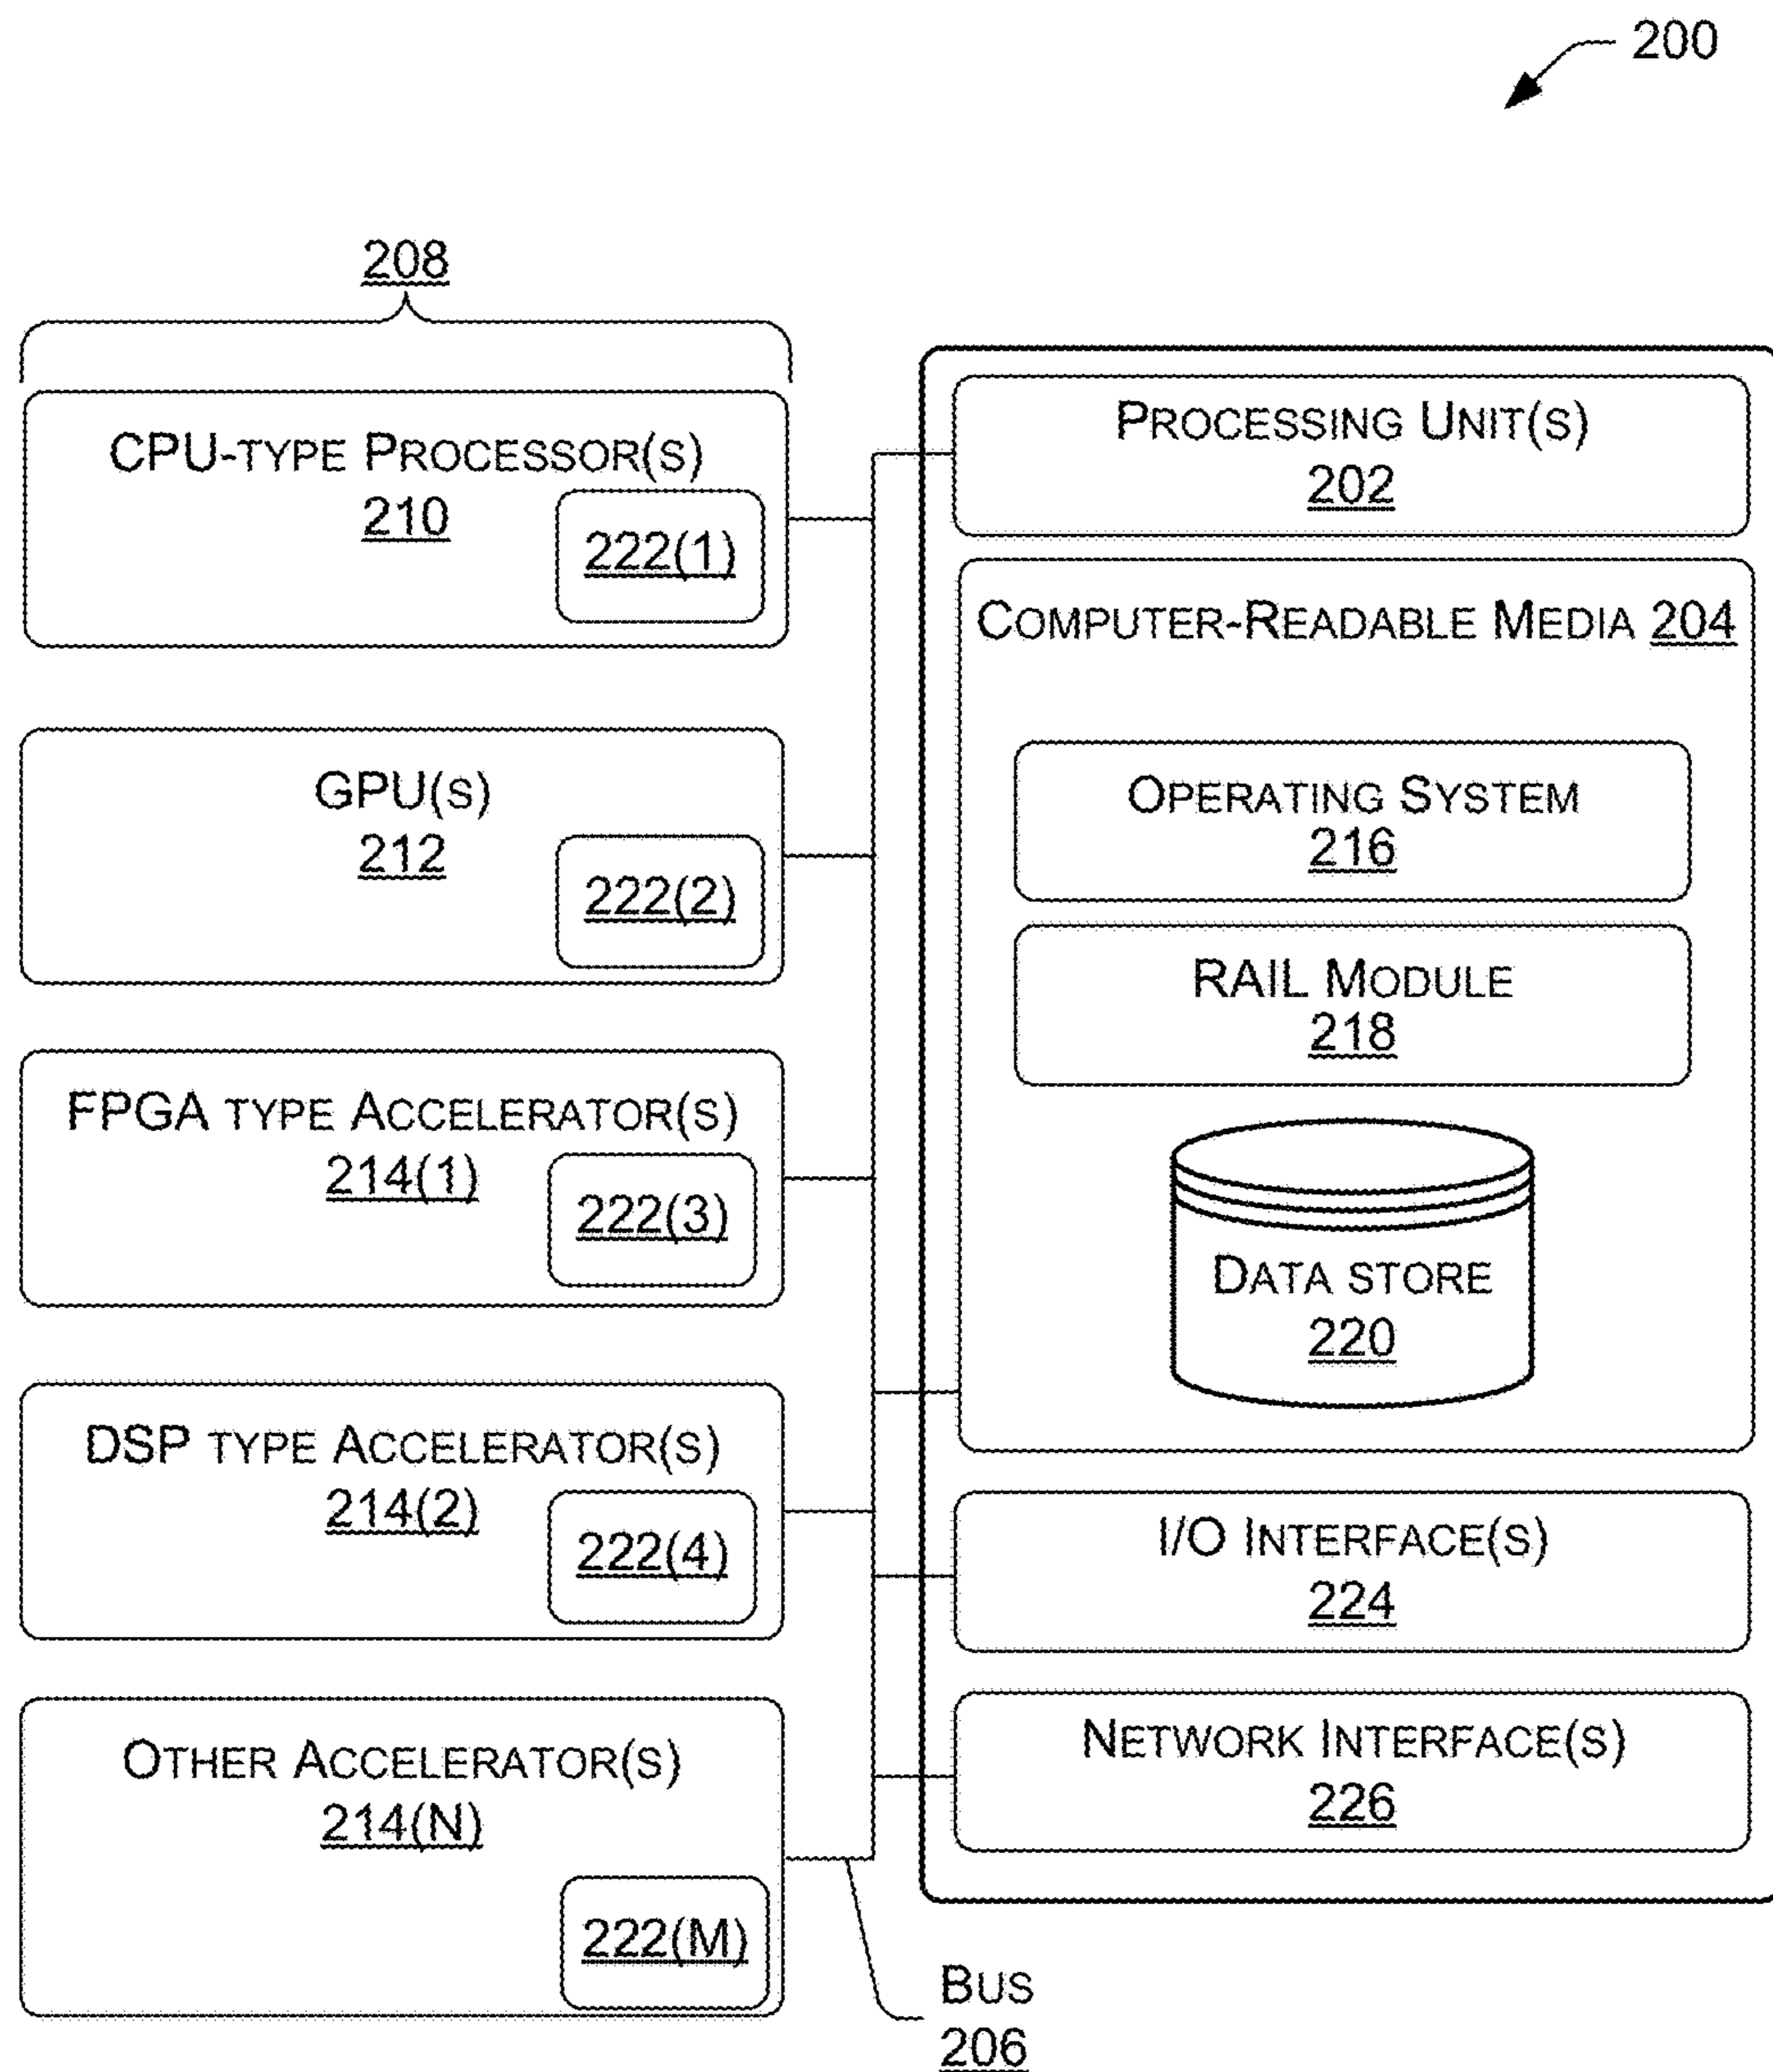 200
208
CPU-TYPE PROCESSOR(S)
210
222(1)
GPU(S)
212
222(2)
FPGA TYPE ACCELERATOR(S)
214(1)
222(3)
DSP TYPE ACCELERATOR(S)
214(2)
222(4)
OTHER ACCELERATOR(S)
214(N)
222(M)
BUS
206
PROCESSING UNIT(S)
202
COMPUTER-READABLE MEDIA 204
OPERATING SYSTEM
216
RAIL MODULE
218
DATA STORE
220
I/O INTERFACE(S)
224
NETWORK INTERFACE(S)
226